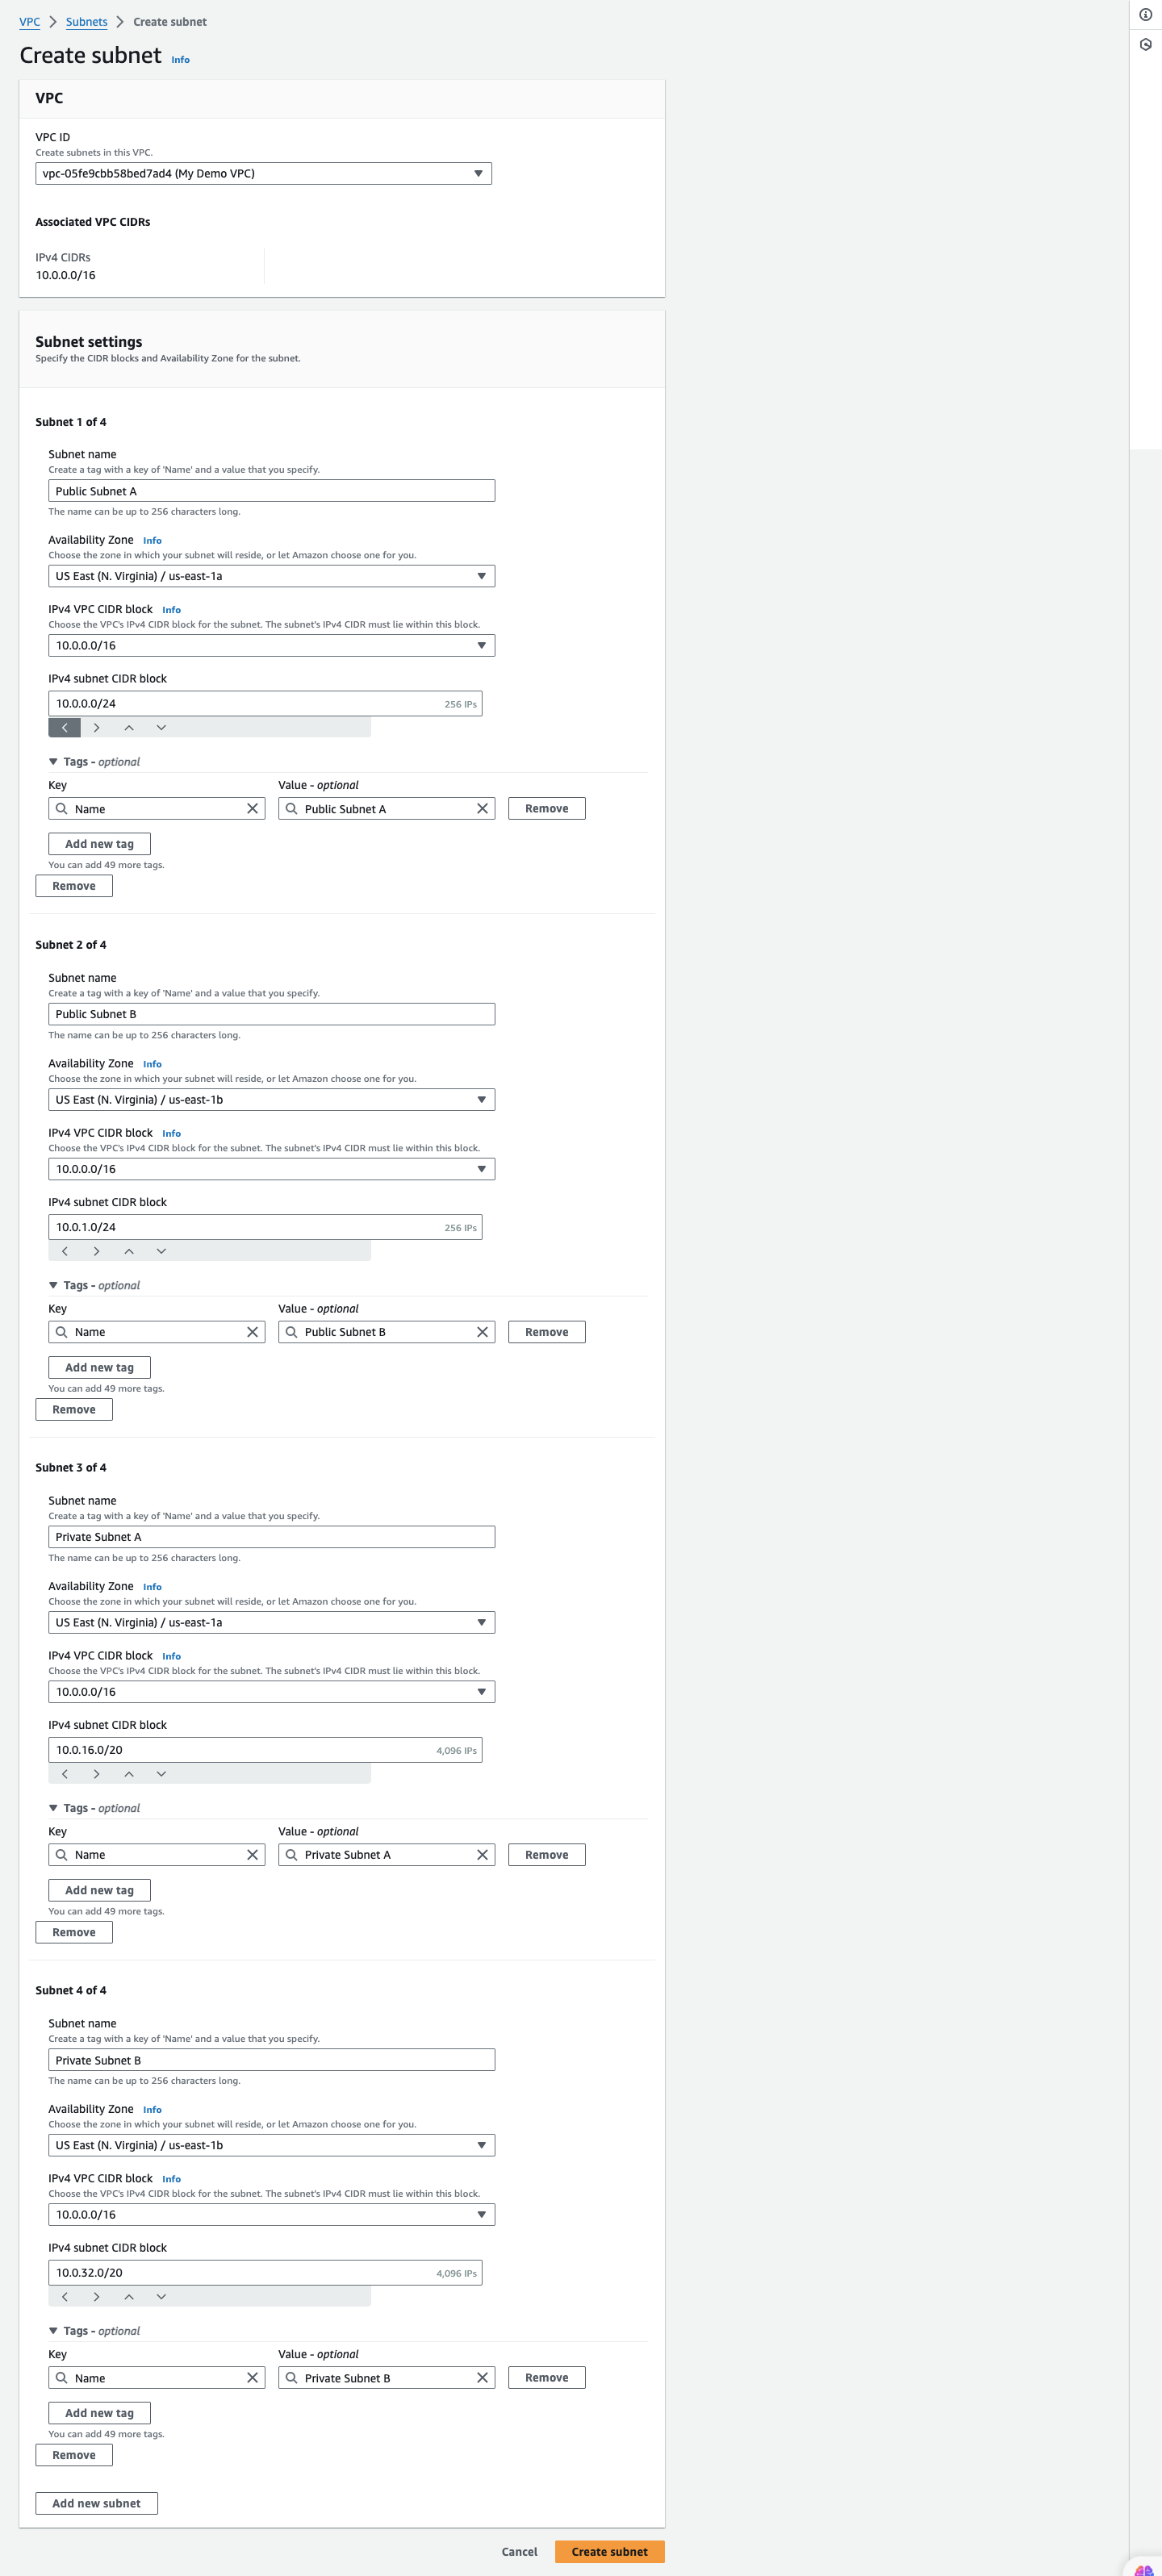 VPC > Subnets > Create subnet
Create subnet Info
VPC
VPC ID
Create subnets in this VPC.
vpc-05fe9cbb58bed7ad4 (My Demo VPC)
Associated VPC CIDRs
IPv4 CIDRs
10.0.0.0/16
Subnet settings
Specify the CIDR blocks and Availability Zone for the subnet.
Subnet 1 of 4
Subnet name
Create a tag with a key of 'Name' and a value that you specify.
Public Subnet A
The name can be up to 256 characters long.
Availability Zone Info
Choose the zone in which your subnet will reside, or let Amazon choose one for you.
US East (N. Virginia) / us-east-1a
IPv4 VPC CIDR block Info
Choose the VPC's IPv4 CIDR block for the subnet. The subnet's IPv4 CIDR must lie within this block.
10.0.0.0/16
IPv4 subnet CIDR block
10.0.0.0/24 256 IPs
Tags - optional
Key Value - optional
Name Public Subnet A Remove
Add new tag
You can add 49 more tags.
Remove
Subnet 2 of 4
Subnet name
Create a tag with a key of 'Name' and a value that you specify.
Public Subnet B
The name can be up to 256 characters long.
Availability Zone Info
Choose the zone in which your subnet will reside, or let Amazon choose one for you.
US East (N. Virginia) / us-east-1b
IPv4 VPC CIDR block Info
Choose the VPC's IPv4 CIDR block for the subnet. The subnet's IPv4 CIDR must lie within this block.
10.0.0.0/16
IPv4 subnet CIDR block
10.0.1.0/24 256 IPs
Tags - optional
Key Value - optional
Name Public Subnet B Remove
Add new tag
You can add 49 more tags.
Remove
Subnet 3 of 4
Subnet name
Create a tag with a key of 'Name' and a value that you specify.
Private Subnet A
The name can be up to 256 characters long.
Availability Zone Info
Choose the zone in which your subnet will reside, or let Amazon choose one for you.
US East (N. Virginia) / us-east-1a
IPv4 VPC CIDR block Info
Choose the VPC's IPv4 CIDR block for the subnet. The subnet's IPv4 CIDR must lie within this block.
10.0.0.0/16
IPv4 subnet CIDR block
10.0.16.0/20 4,096 IPs
Tags - optional
Key Value - optional
Name Private Subnet A Remove
Add new tag
You can add 49 more tags.
Remove
Subnet 4 of 4
Subnet name
Create a tag with a key of 'Name' and a value that you specify.
Private Subnet B
The name can be up to 256 characters long.
Availability Zone Info
Choose the zone in which your subnet will reside, or let Amazon choose one for you.
US East (N. Virginia) / us-east-1b
IPv4 VPC CIDR block Info
Choose the VPC's IPv4 CIDR block for the subnet. The subnet's IPv4 CIDR must lie within this block.
10.0.0.0/16
IPv4 subnet CIDR block
10.0.32.0/20 4,096 IPs
Tags - optional
Key Value - optional
Name Private Subnet B Remove
Add new tag
You can add 49 more tags.
Remove
Add new subnet
Cancel Create subnet